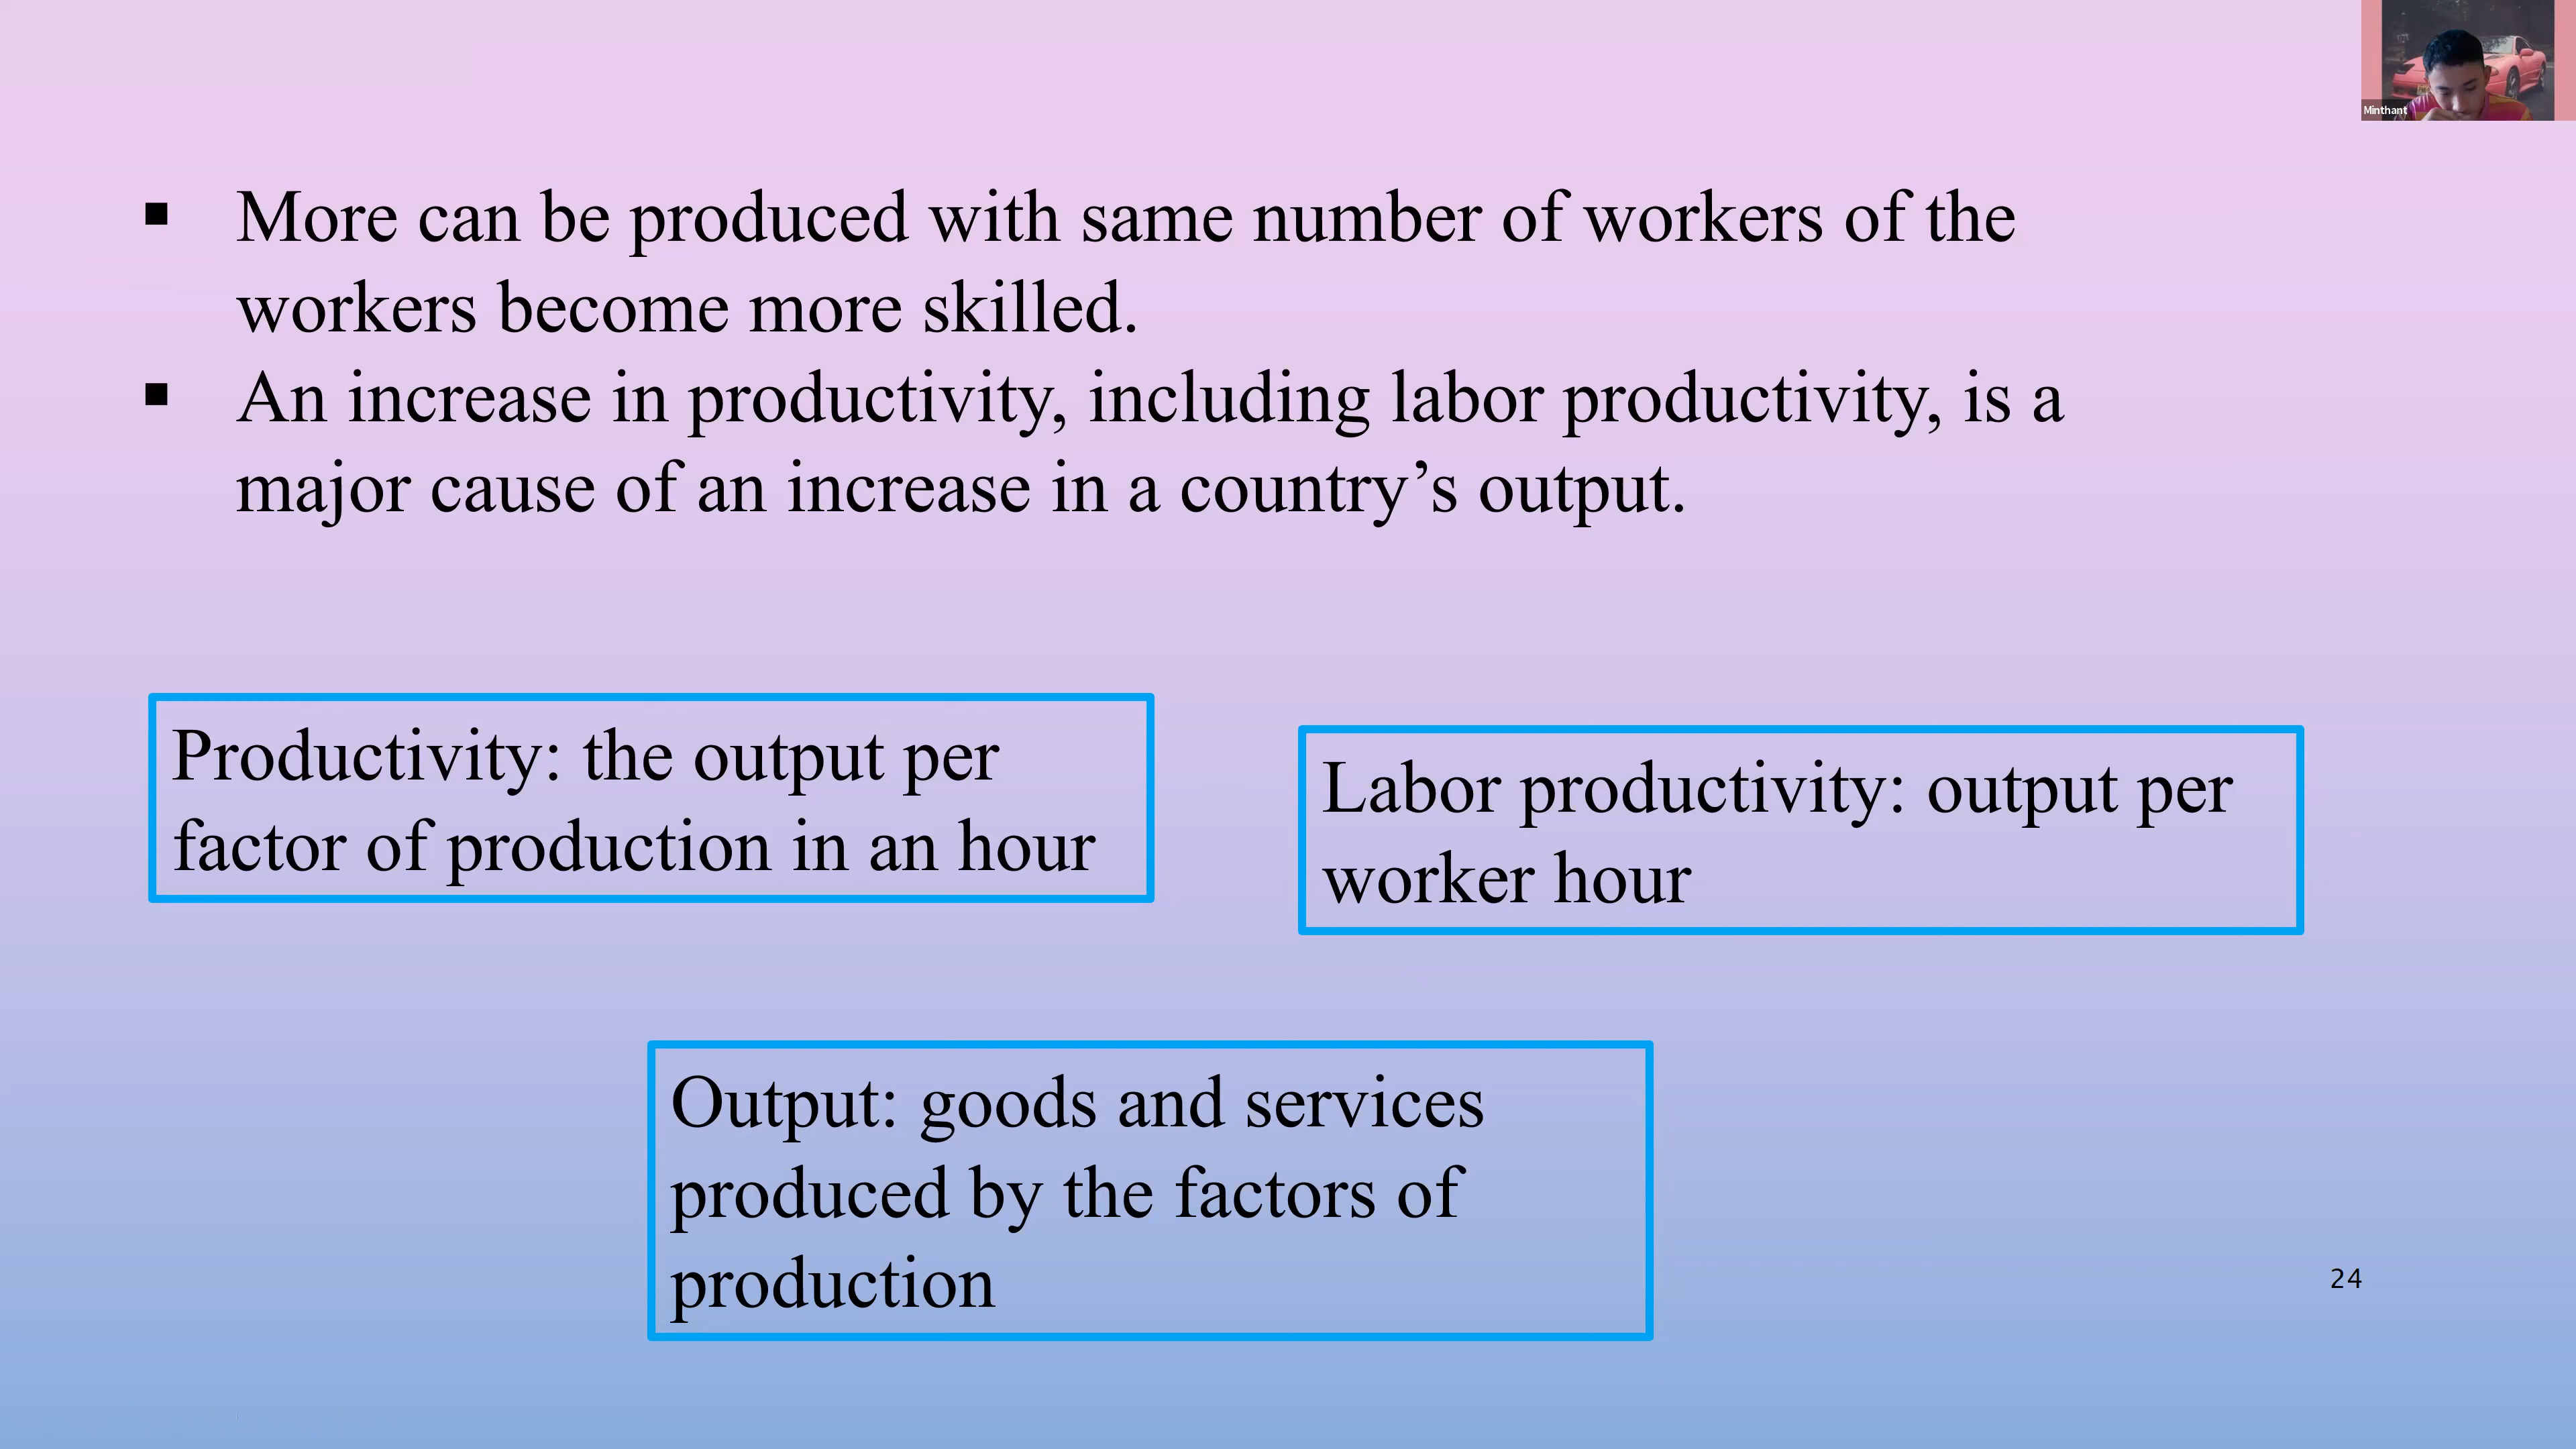 Minthant
▪ More can be produced with same number of workers of the
workers become more skilled.
▪ An increase in productivity, including labor productivity, is a
major cause of an increase in a country’s output.
Productivity: the output per
factor of production in an hour
Labor productivity: output per
worker hour
Output: goods and services
produced by the factors of
production
24